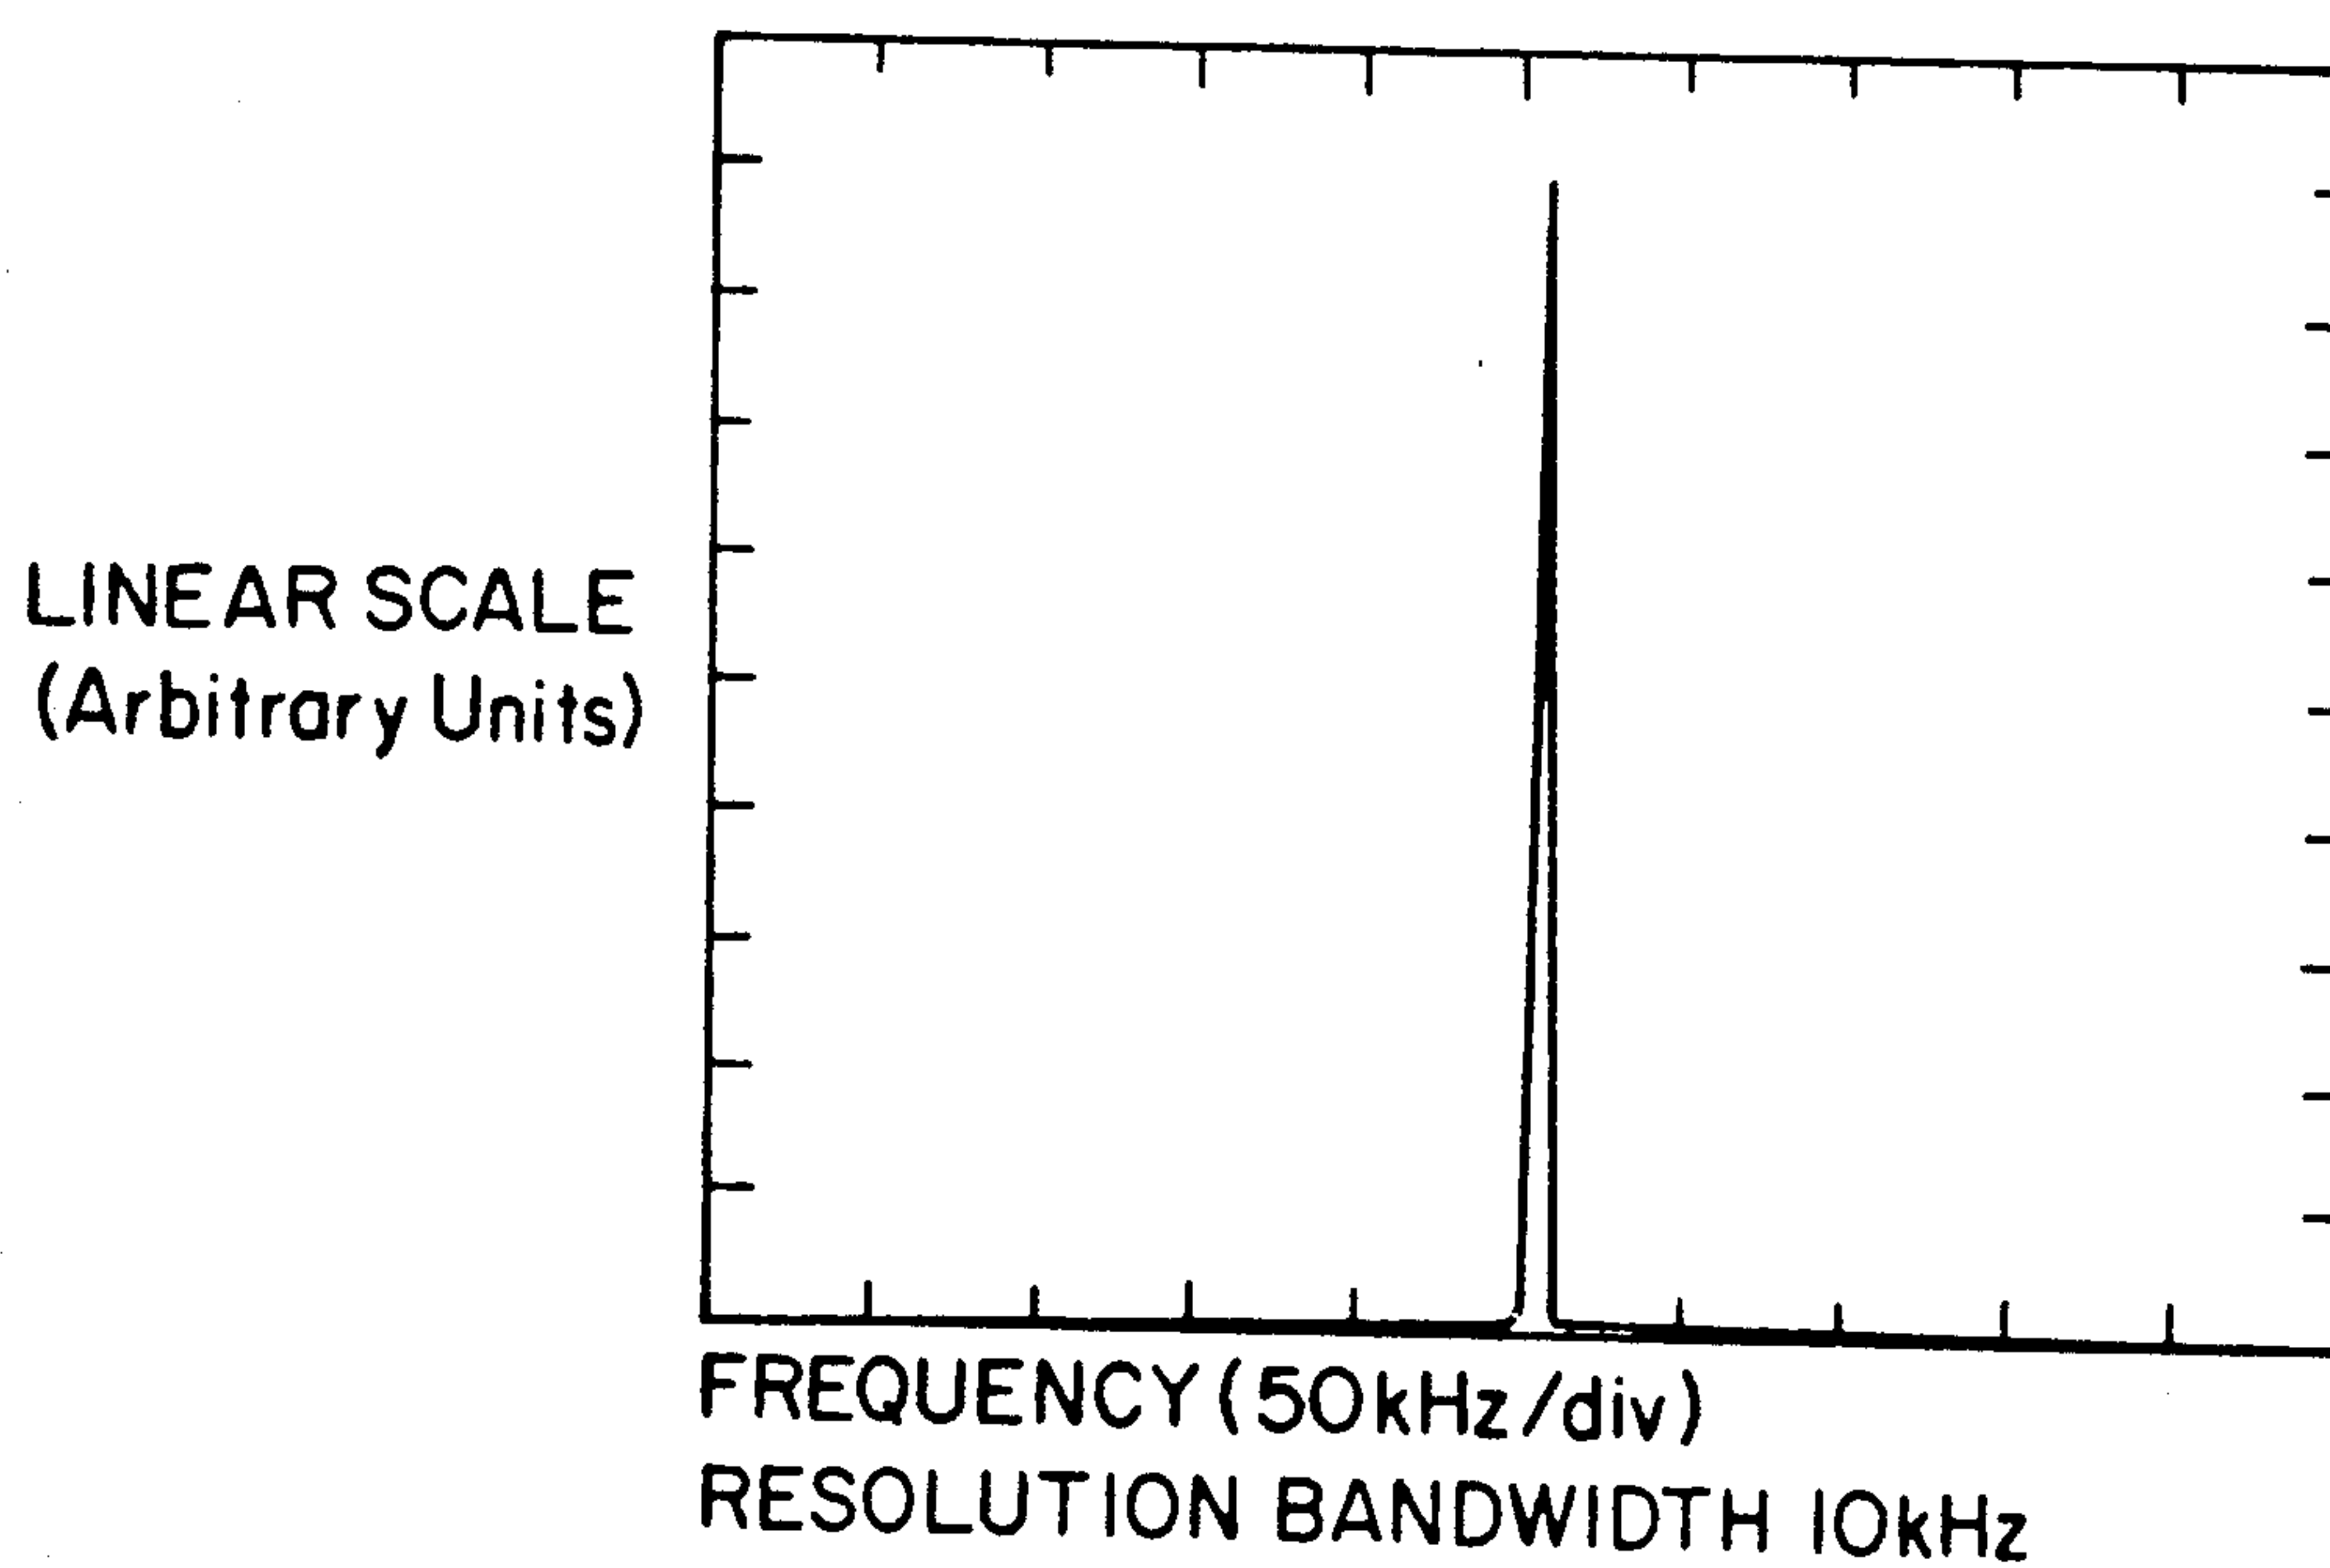 LINEAR SCALE
(Arbitrary Units)
FREQUENCY (50kHz/div)
RESOLUTION BANDWIDTH 10kHz